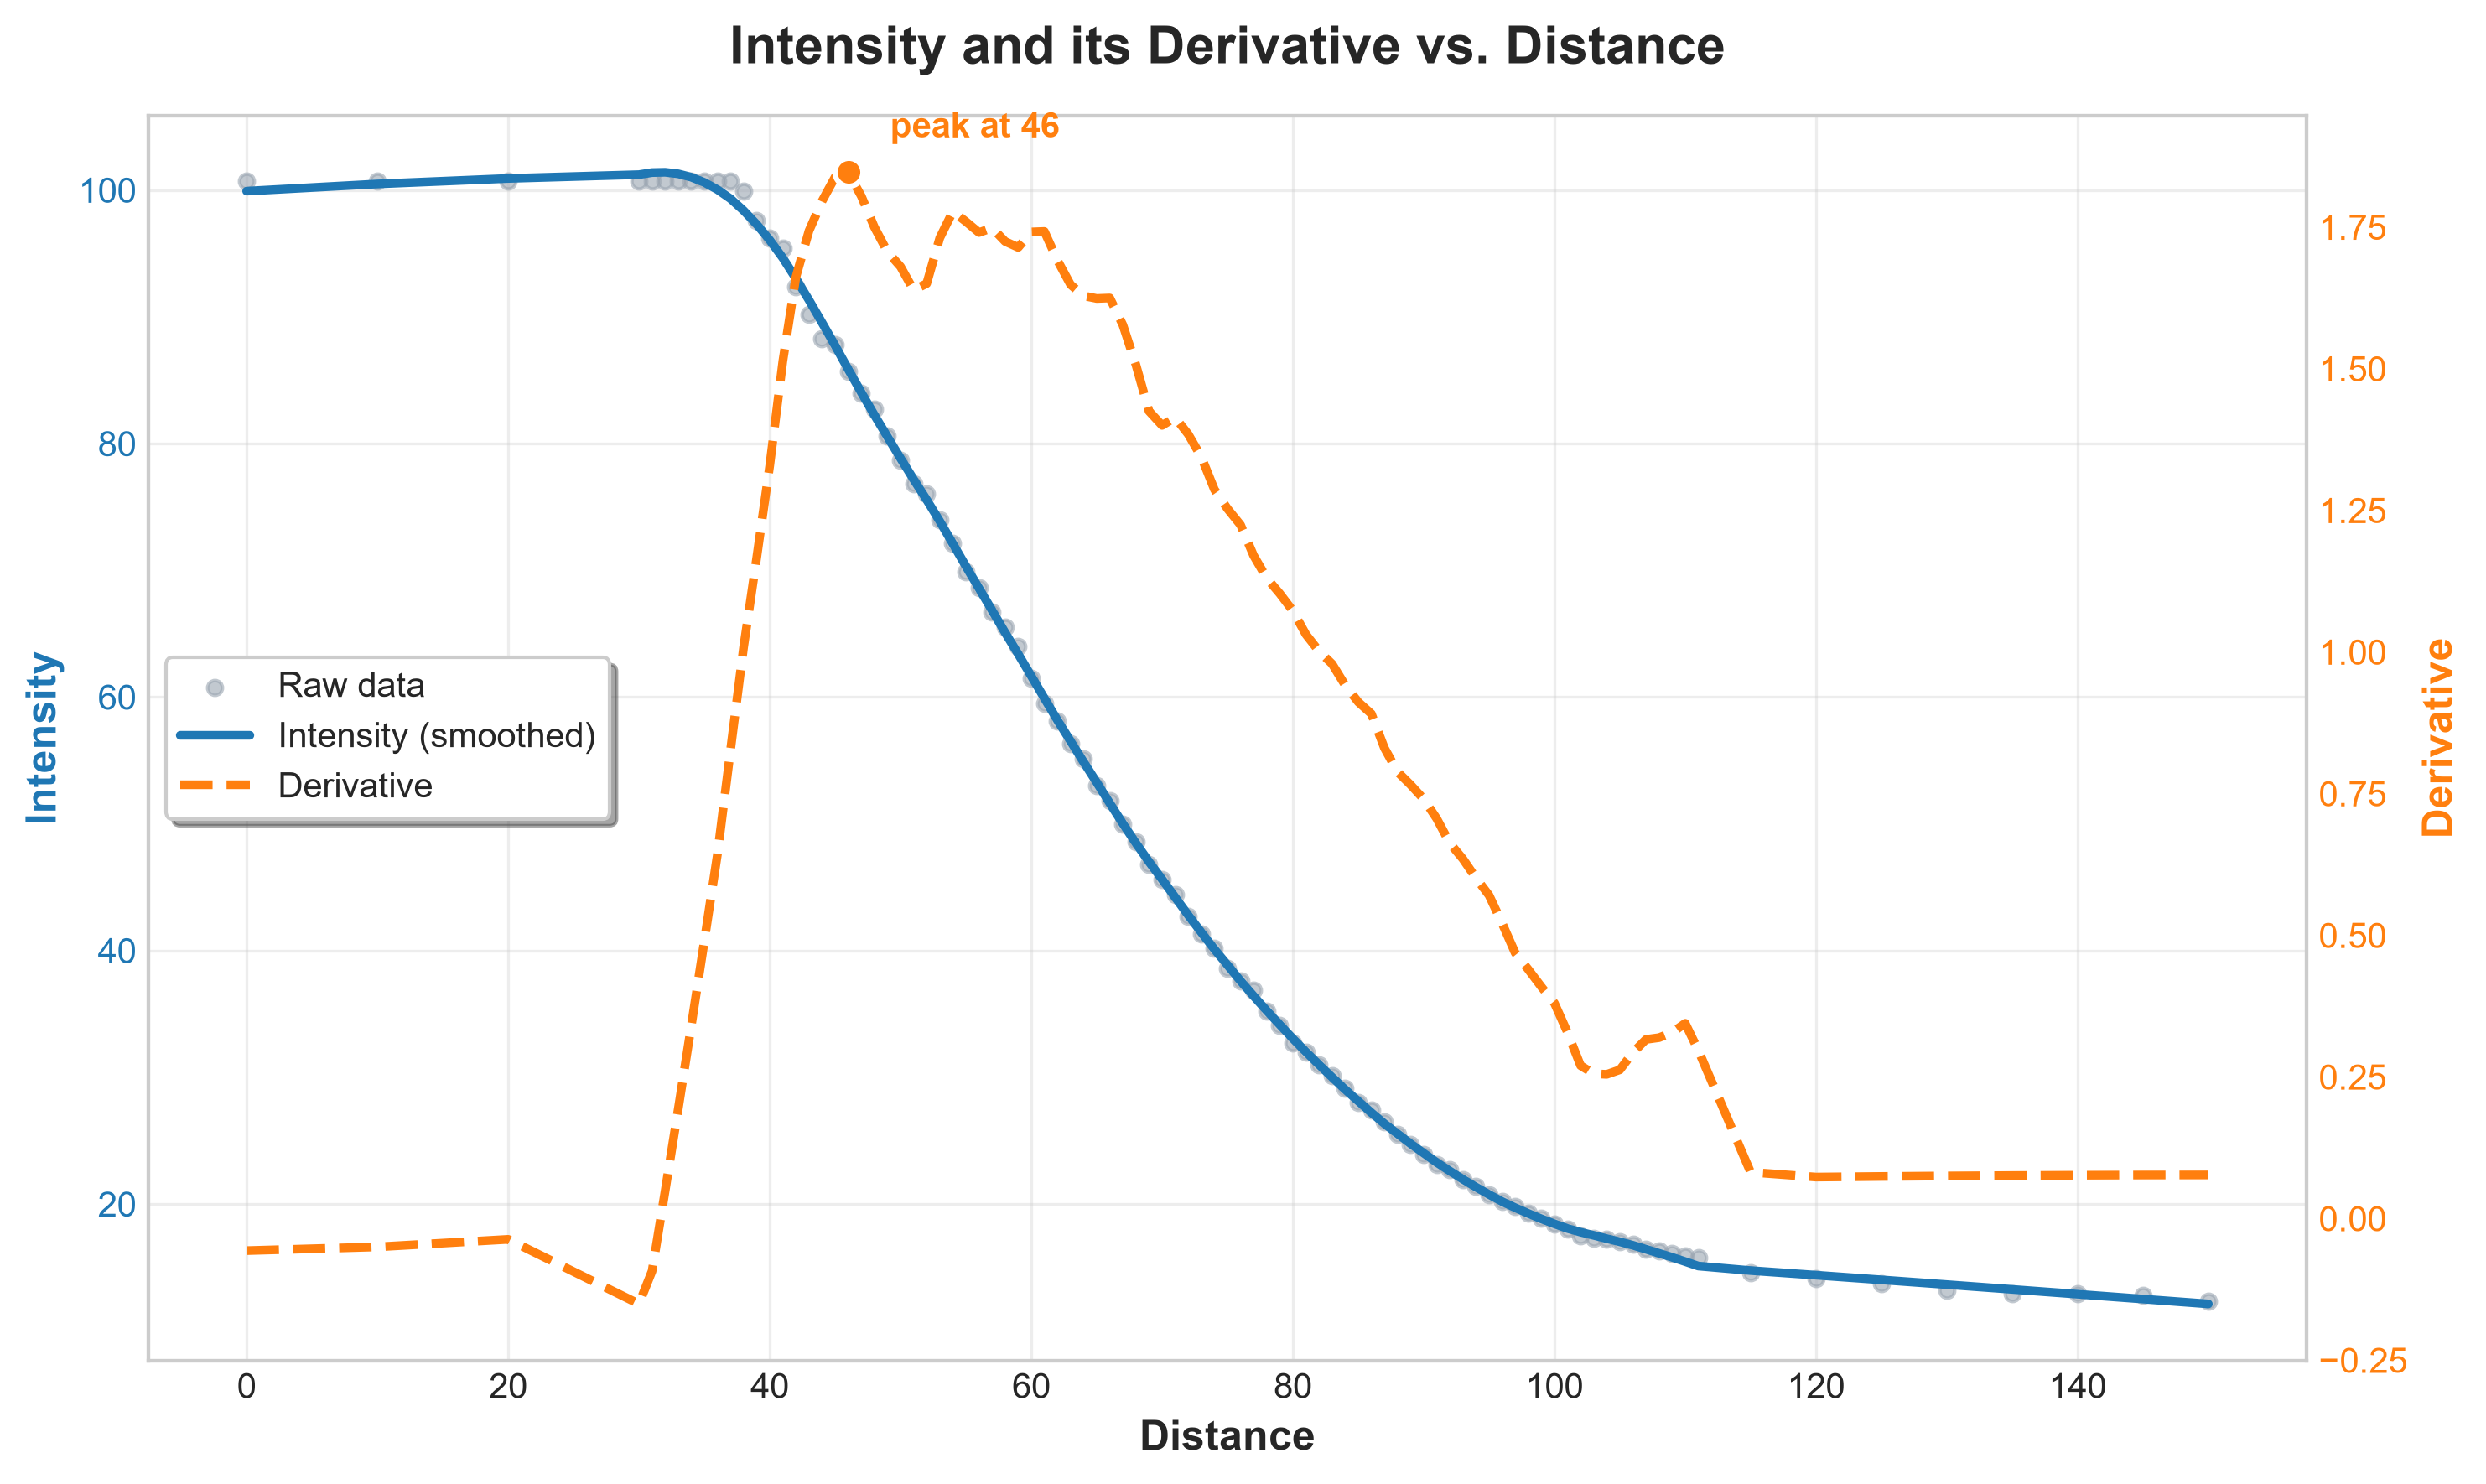 Intensity and its Derivative vs. Distance
peak at 46
100
80
60
40
20
Intensity
Raw data
Intensity (smoothed)
Derivative
1.75
1.50
1.25
1.00
0.75
0.50
0.25
0.00
−0.25
Derivative
0 20 40 60 80 100 120 140
Distance